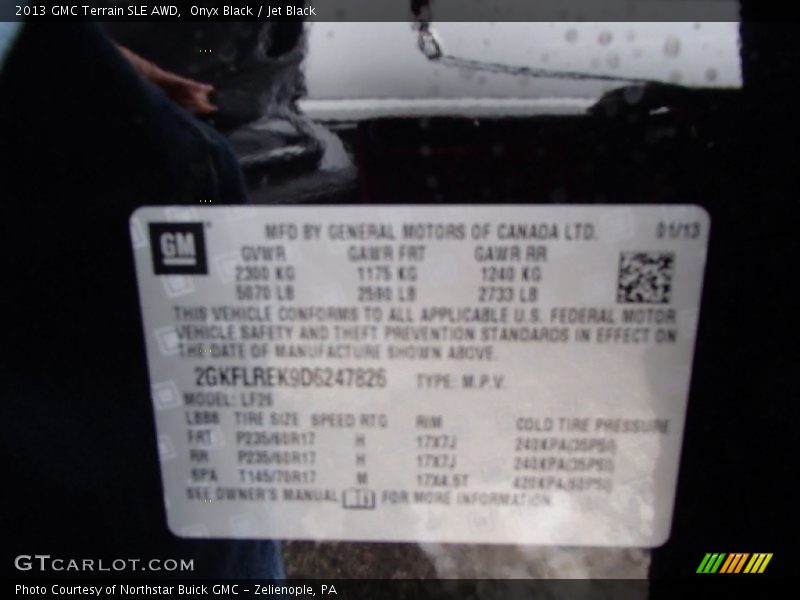 2013 GMC Terrain SLE AWD,  Onyx Black / Jet Black
GM
MFD BY GENERAL MOTORS OF CANADA LTD. 01/13
GVWR GAWR FRT GAWR RR
2300 KG 1175 KG 1240 KG
5070 LB 2590 LB 2733 LB
THIS VEHICLE CONFORMS TO ALL APPLICABLE U.S. FEDERAL MOTOR
VEHICLE SAFETY AND THEFT PREVENTION STANDARDS IN EFFECT ON
THE DATE OF MANUFACTURE SHOWN ABOVE.
2GKFLREK9D6247826 TYPE: M.P.V.
MODEL: LF26
TIRE SIZE SPEED RTG RIM COLD TIRE PRESSURE
FRT P235/60R17 H 17X7J 240KPA(35PSI)
RR P235/60R17 H 17X7J 240KPA(35PSI)
SPA T145/70R17 M 17X4.5T 420KPA(60PSI)
SEE OWNER'S MANUAL FOR MORE INFORMATION
GTCARLOT.COM
Photo Courtesy of Northstar Buick GMC - Zelienople, PA